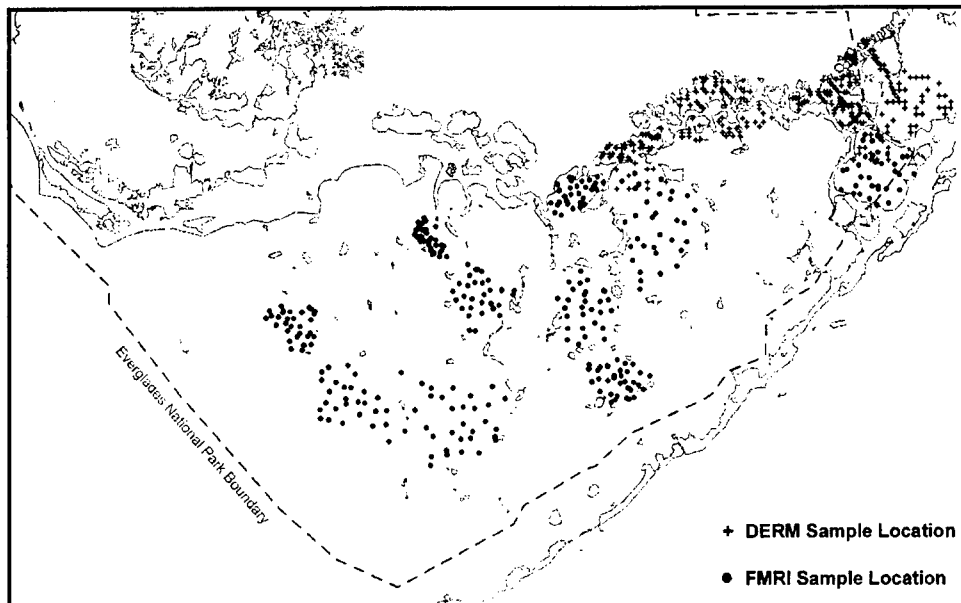 Everglades National Park Boundary
+ DERM Sample Location
● FMRI Sample Location